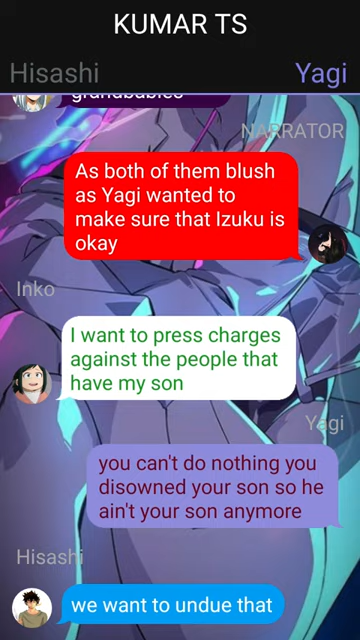 KUMAR TS
Hisashi
Yagi
grandbabies
NARRATOR
As both of them blush
as Yagi wanted to
make sure that Izuku is
okay
Inko
I want to press charges
against the people that
have my son
Yagi
you can't do nothing you
disowned your son so he
ain't your son anymore
Hisashi
we want to undue that